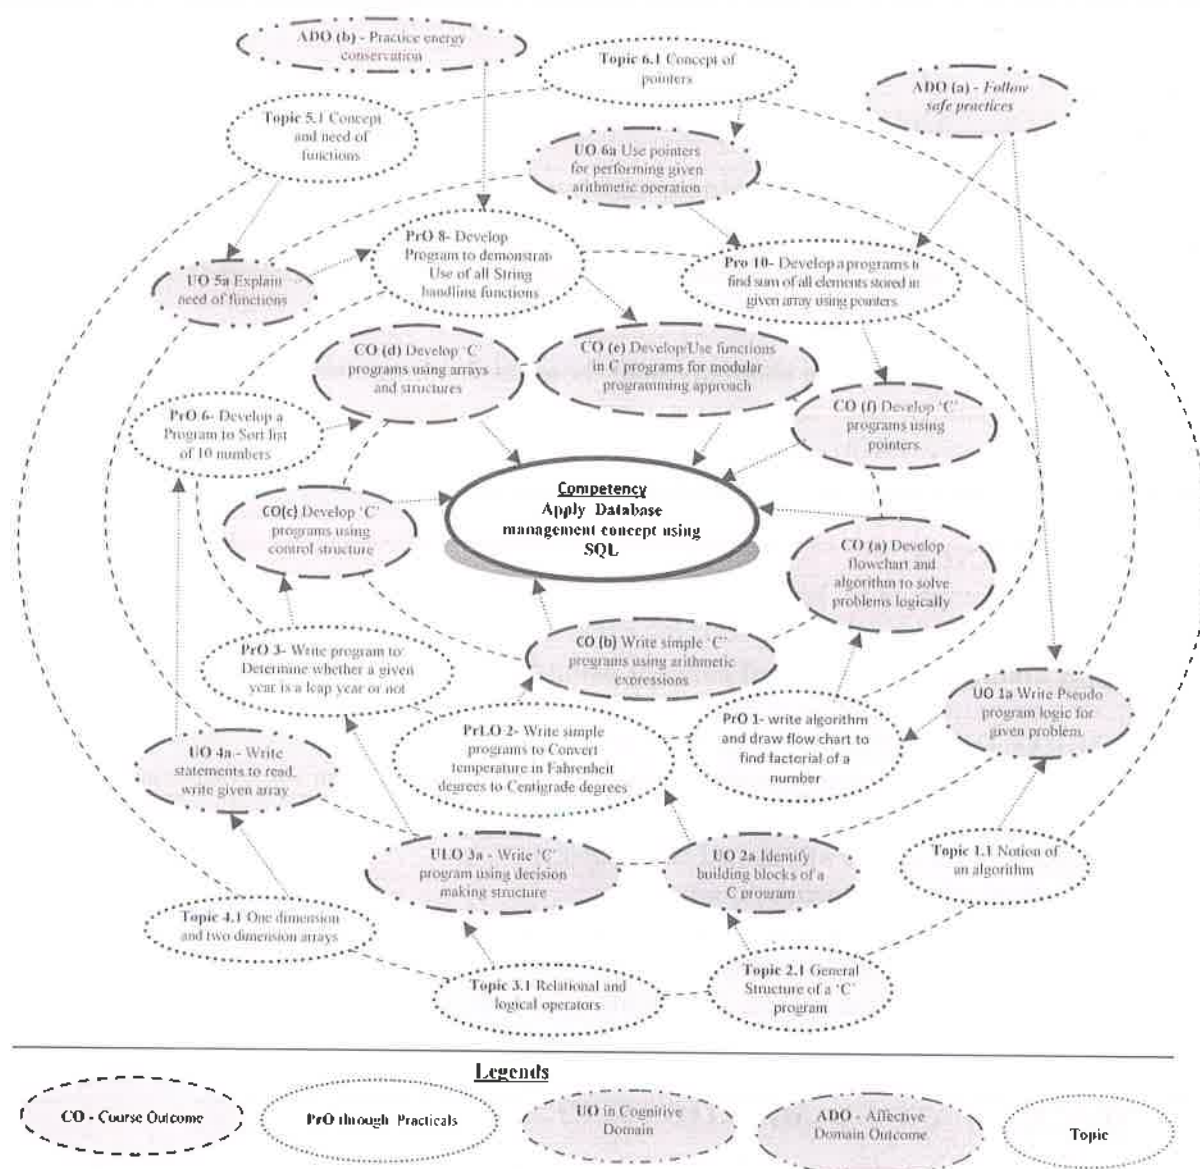 ADO (b) - Practice energy
conservation
Topic 6.1 Concept of
pointers
ADO (a) - Follow
safe practices
Topic 5.1 Concept
and need of
functions
UO 6a Use pointers
for performing given
arithmetic operation
PrO 8- Develop
Program to demonstrate
Use of all String
handling functions
Pro 10- Develop a programs to
find sum of all elements stored in
given array using pointers.
UO 5a Explain
need of functions
CO (d) Develop 'C'
programs using arrays
and structures
CO (e) Develop/Use functions
in C programs for modular
programming approach
CO (f) Develop 'C'
programs using
pointers.
PrO 6- Develop a
Program to Sort list
of 10 numbers
Competency
Apply Database
management concept using
SQL
CO(c) Develop 'C'
programs using
control structure
CO (a) Develop
flowchart and
algorithm to solve
problems logically
CO (b) Write simple 'C'
programs using arithmetic
expressions
PrO 3- Write program to
Determine whether a given
year is a leap year or not
UO 1a Write Pseudo
program logic for
given problem.
PrLO 2- Write simple
programs to Convert
temperature in Fahrenheit
degrees to Centigrade degrees
PrO 1- write algorithm
and draw flow chart to
find factorial of a
number
UO 4a - Write
statements to read,
write given array
ULO 3a - Write 'C'
program using decision
making structure
UO 2a Identify
building blocks of a
C program
Topic 1.1 Notion of
an algorithm
Topic 4.1 One dimension
and two dimension arrays
Topic 3.1 Relational and
logical operators
Topic 2.1 General
Structure of a 'C'
program
Legends
CO - Course Outcome
PrO through Practicals
UO in Cognitive
Domain
ADO - Affective
Domain Outcome
Topic